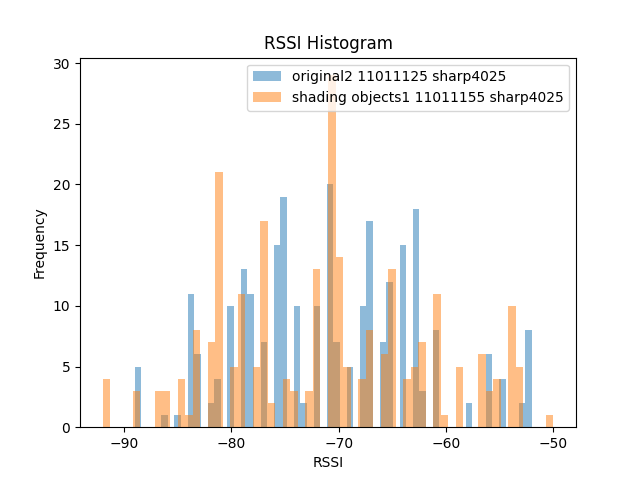 RSSI Histogram
original2 11011125 sharp4025
shading objects1 11011155 sharp4025
30
25
20
15
10
5
0
Frequency
−90 −80 −70 −60 −50
RSSI